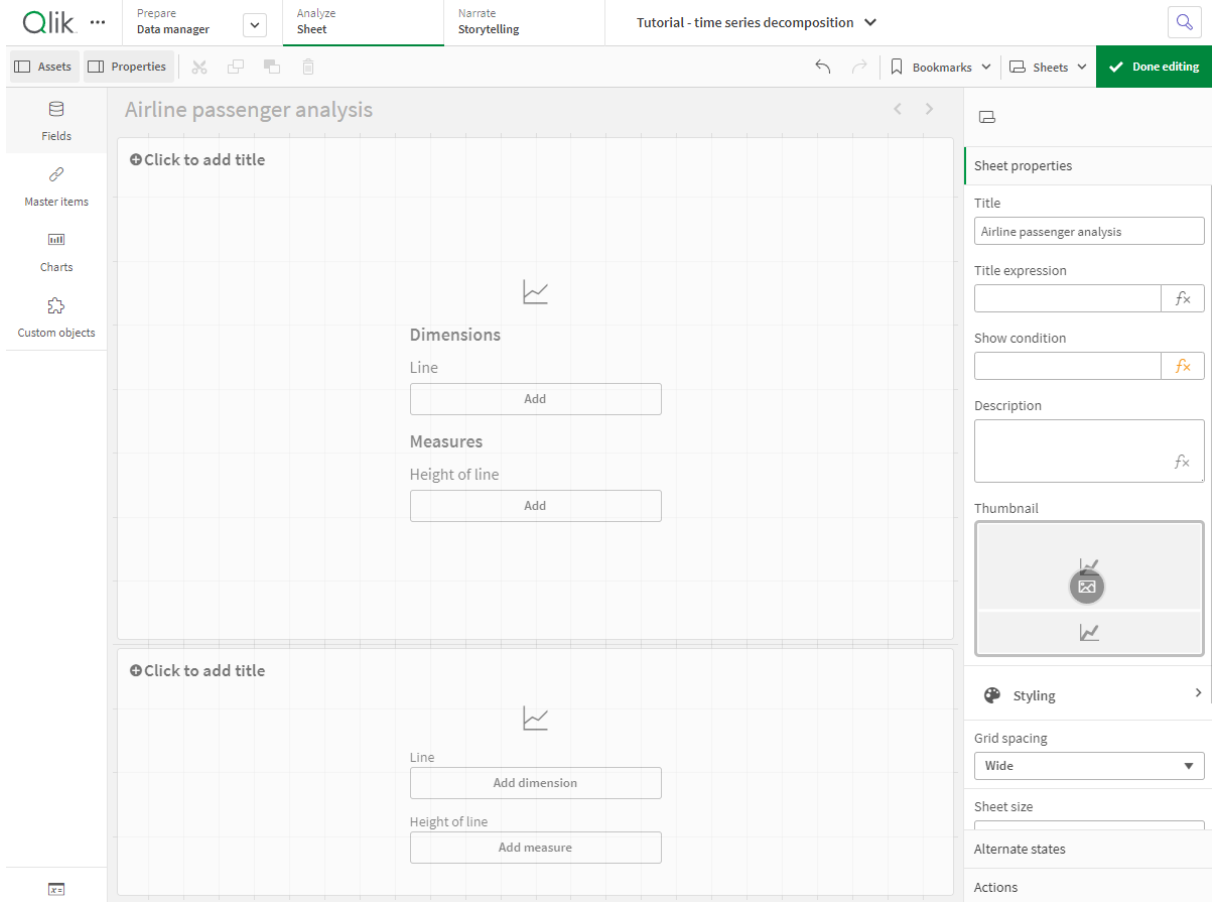 Qlik
Prepare
Data manager
Analyze
Sheet
Narrate
Storytelling
Tutorial - time series decomposition
Assets
Properties
Bookmarks
Sheets
Done editing
Fields
Master items
Charts
Custom objects
Airline passenger analysis
Click to add title
Dimensions
Line
Add
Measures
Height of line
Add
Click to add title
Line
Add dimension
Height of line
Add measure
Sheet properties
Title
Airline passenger analysis
Title expression
fx
Show condition
fx
Description
fx
Thumbnail
Styling
Grid spacing
Wide
Sheet size
Alternate states
Actions
x=